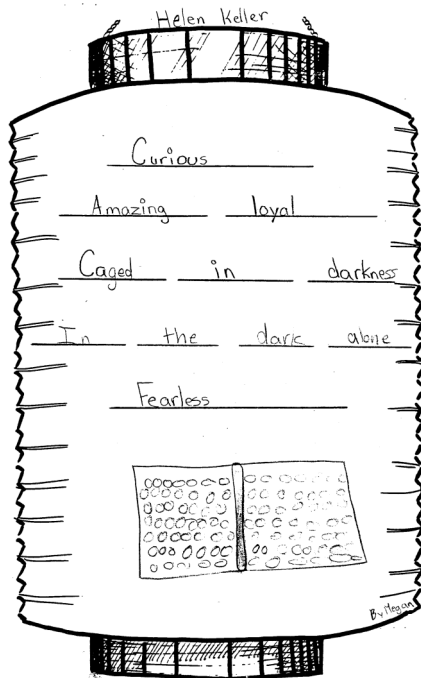 Helen Keller
Curious
Amazing loyal
Caged in darkness
In the dark alone
Fearless
By Megan